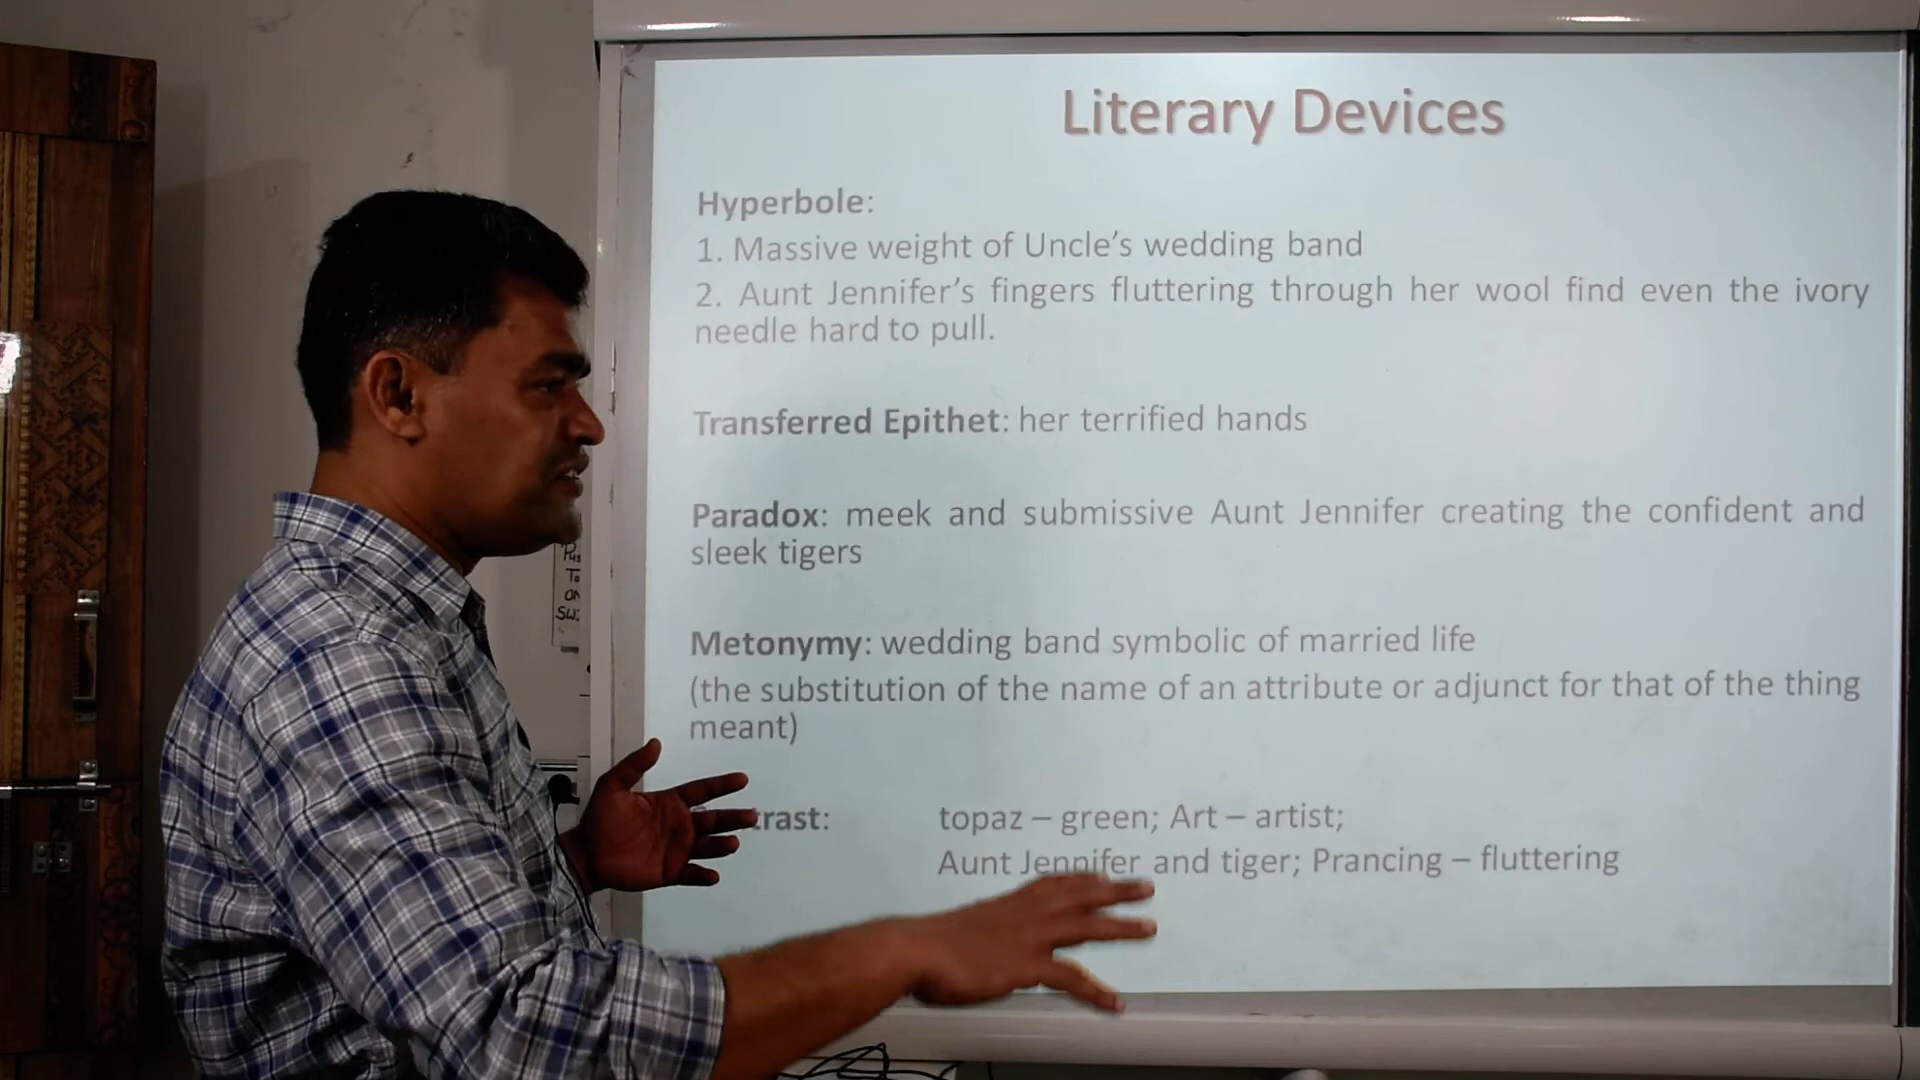 Literary Devices
Hyperbole:
1. Massive weight of Uncle's wedding band
2. Aunt Jennifer's fingers fluttering through her wool find even the ivory
needle hard to pull.
Transferred Epithet: her terrified hands
Paradox: meek and submissive Aunt Jennifer creating the confident and
sleek tigers
Metonymy: wedding band symbolic of married life
(the substitution of the name of an attribute or adjunct for that of the thing
meant)
topaz – green; Art – artist;
Aunt Jennifer and tiger; Prancing – fluttering